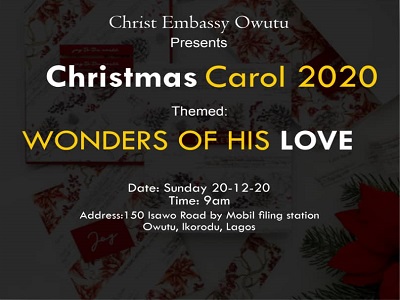 Christ Embassy Owutu
Presents
Christmas Carol 2020
Themed:
WONDERS OF HIS LOVE
Date: Sunday 20-12-20
Time: 9am
Address:150 Isawo Road by Mobil filing station
Owutu, Ikorodu, Lagos
Joy